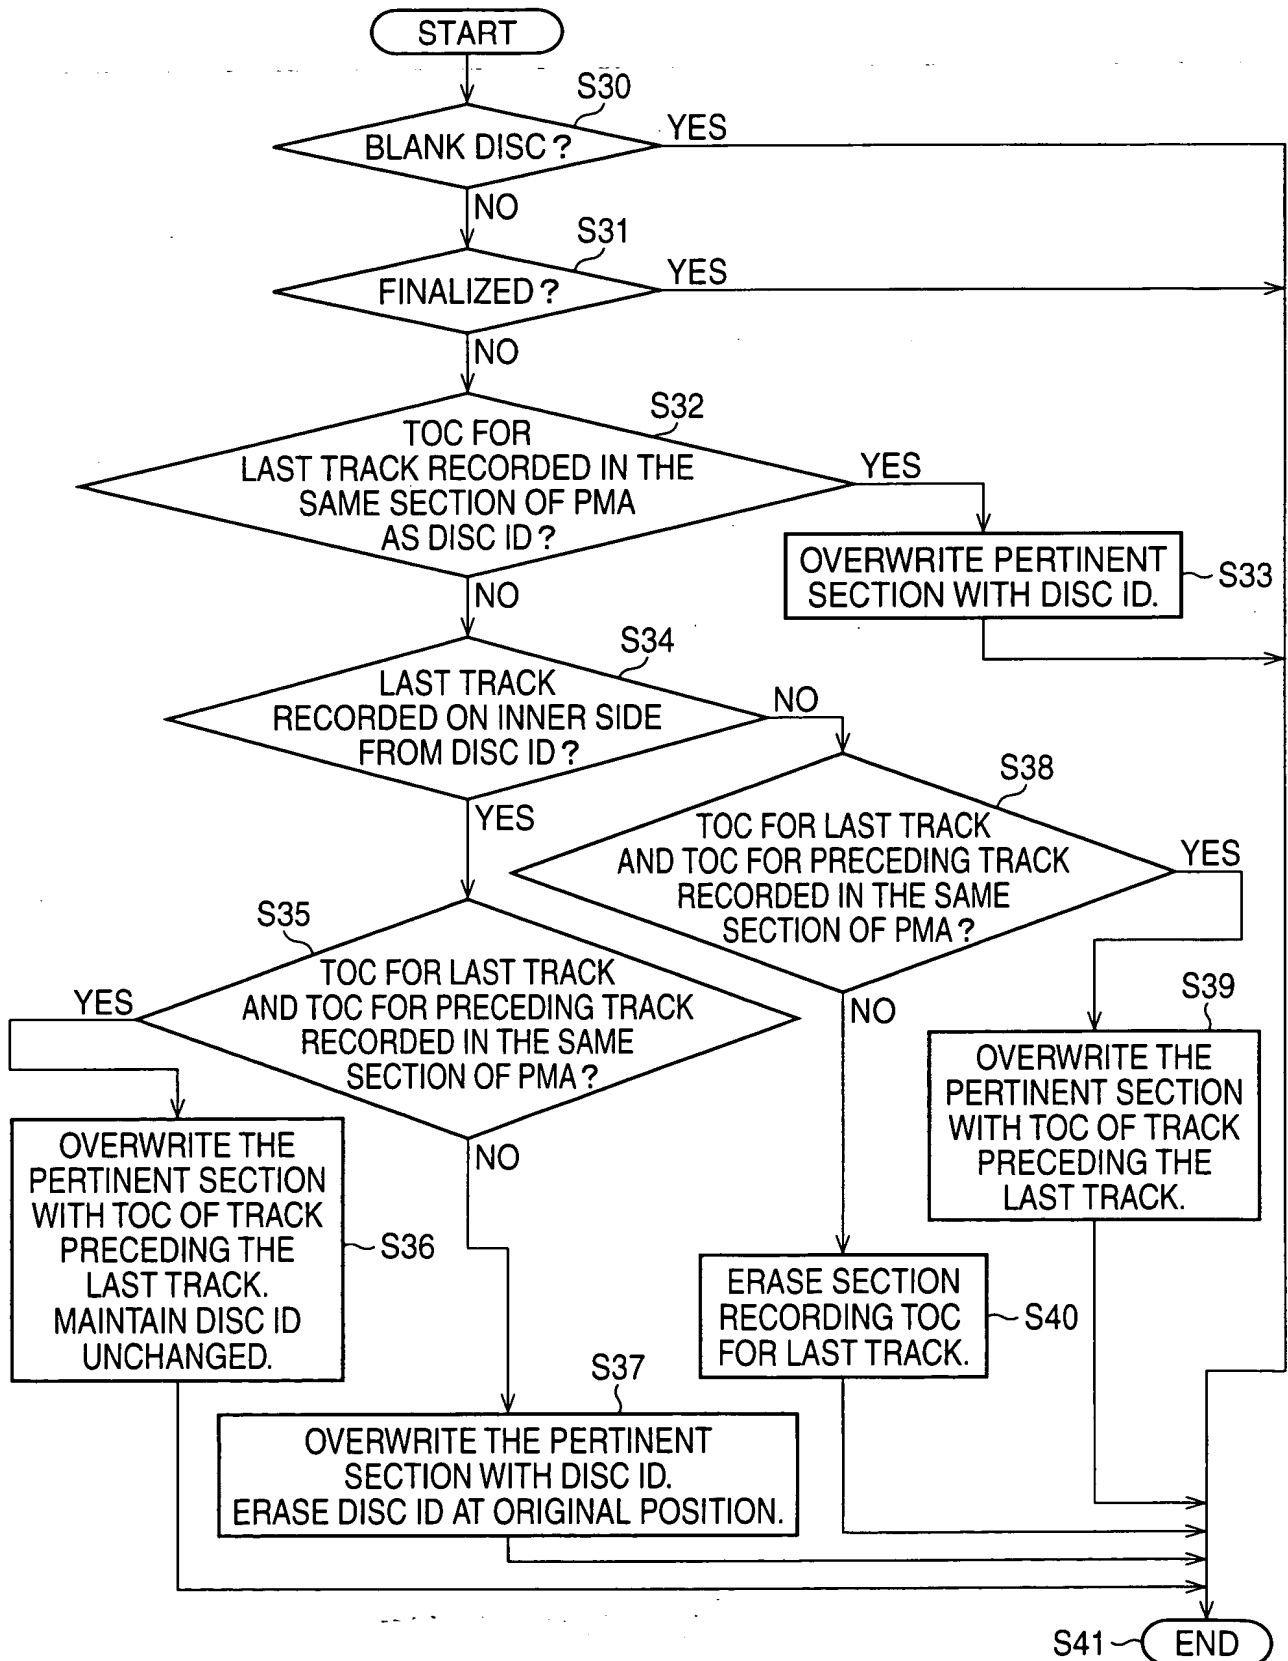 START
S30
BLANK DISC?
YES
NO
S31
FINALIZED?
YES
NO
S32
TOC FOR
LAST TRACK RECORDED IN THE
SAME SECTION OF PMA
AS DISC ID?
YES
NO
OVERWRITE PERTINENT
SECTION WITH DISC ID.
S33
S34
LAST TRACK
RECORDED ON INNER SIDE
FROM DISC ID?
NO
YES
S38
TOC FOR LAST TRACK
AND TOC FOR PRECEDING TRACK
RECORDED IN THE SAME
SECTION OF PMA?
YES
NO
S35
TOC FOR LAST TRACK
AND TOC FOR PRECEDING TRACK
RECORDED IN THE SAME
SECTION OF PMA?
YES
NO
S39
OVERWRITE THE
PERTINENT SECTION
WITH TOC OF TRACK
PRECEDING THE
LAST TRACK.
OVERWRITE THE
PERTINENT SECTION
WITH TOC OF TRACK
PRECEDING THE
LAST TRACK.
MAINTAIN DISC ID
UNCHANGED.
S36
ERASE SECTION
RECORDING TOC
FOR LAST TRACK.
S40
S37
OVERWRITE THE PERTINENT
SECTION WITH DISC ID.
ERASE DISC ID AT ORIGINAL POSITION.
S41
END